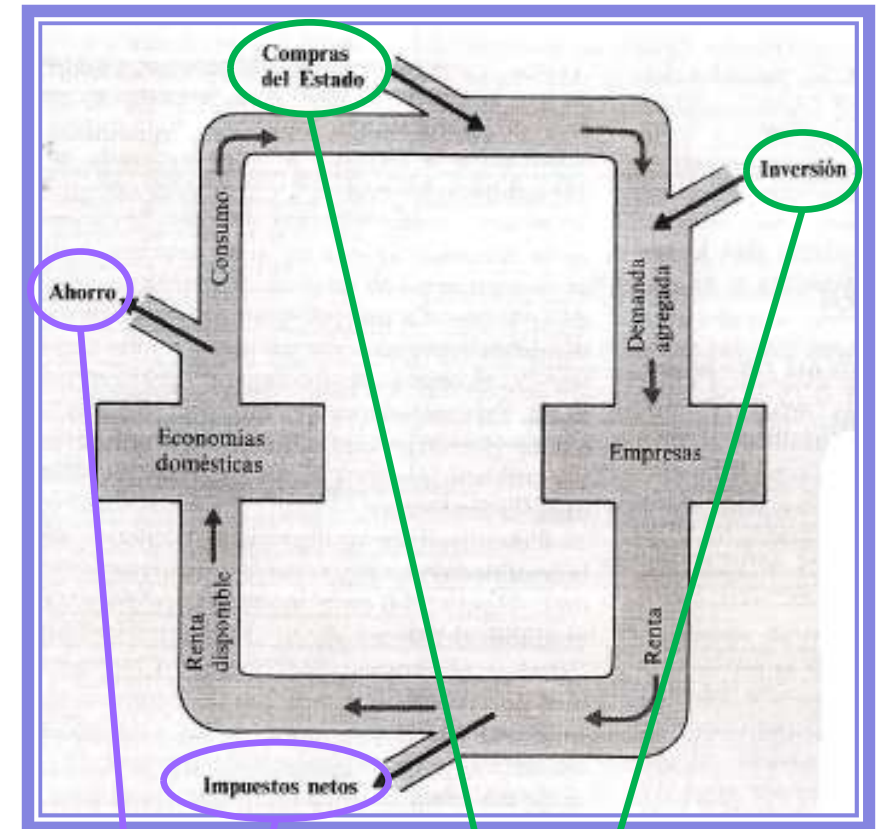 Compras
del Estado
Inversión
Consumo
Ahorro
Demanda
agregada
Economías
domésticas
Empresas
Renta
disponible
Renta
Impuestos netos